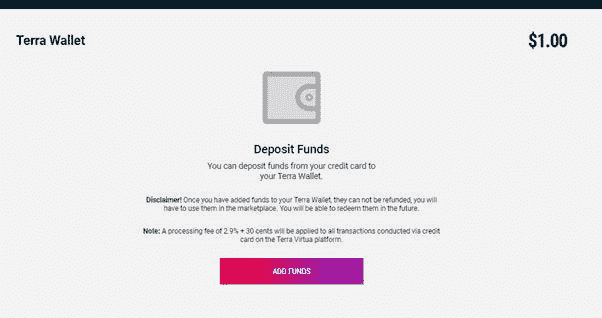 Terra Wallet
$1.00
Deposit Funds
You can deposit funds from your credit card to
your Terra Wallet.
Disclaimer! Once you have added funds to your Terra Wallet, they can not be refunded, you will
have to use them in the marketplace. You will be able to redeem them in the future.
Note: A processing fee of 2.9% + 30 cents will be applied to all transactions conducted via credit
card on the Terra Virtua platform.
ADD FUNDS